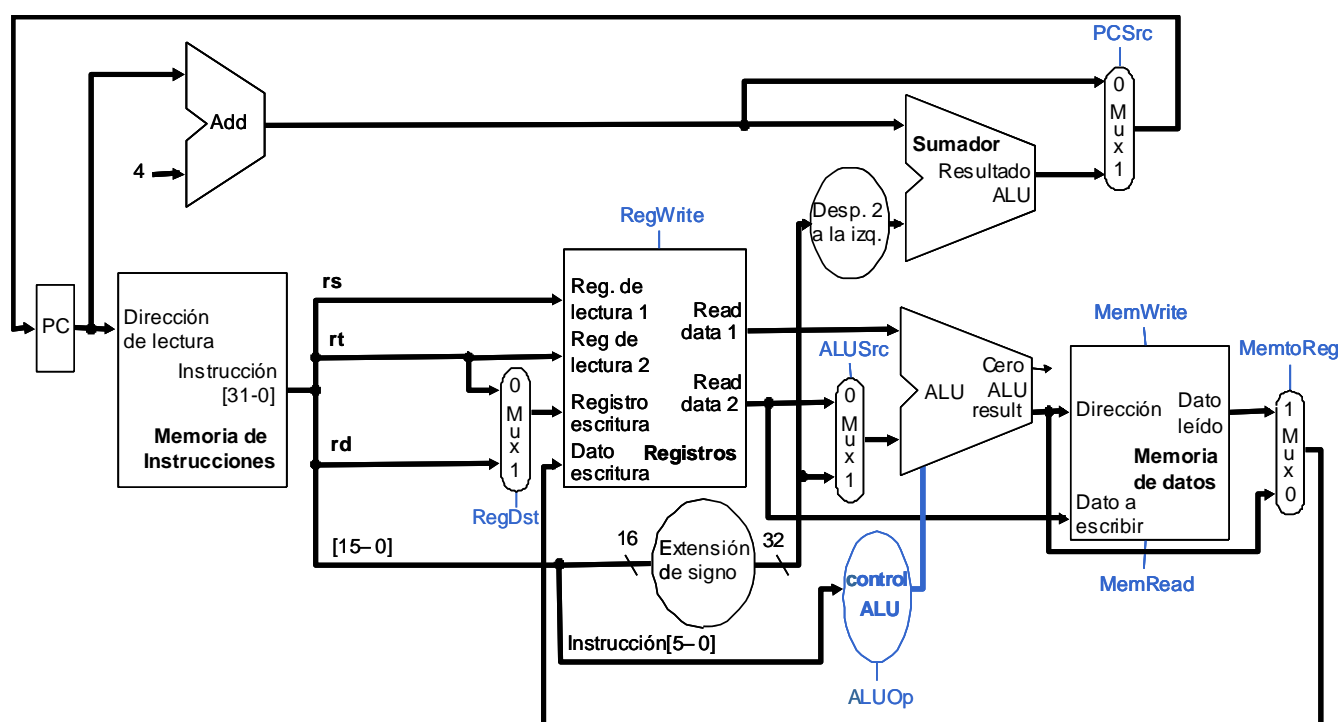 PCSrc
0
M
u
x
1
Add
4
Sumador
Resultado
ALU
Desp. 2
a la izq.
RegWrite
PC
Dirección
de lectura
Instrucción
[31-0]
Memoria de
Instrucciones
rs
rt
rd
0
M
u
x
1
RegDst
Reg. de
lectura 1
Reg de
lectura 2
Registro
escritura
Dato
escritura
Read
data 1
Read
data 2
Registros
ALUSrc
0
M
u
x
1
ALU
Cero
ALU
result
MemWrite
Dirección
Dato
leído
Memoria
de datos
Dato a
escribir
MemRead
MemtoReg
1
M
u
x
0
[15–0]
16
Extensión
de signo
32
control
ALU
Instrucción[5–0]
ALUOp